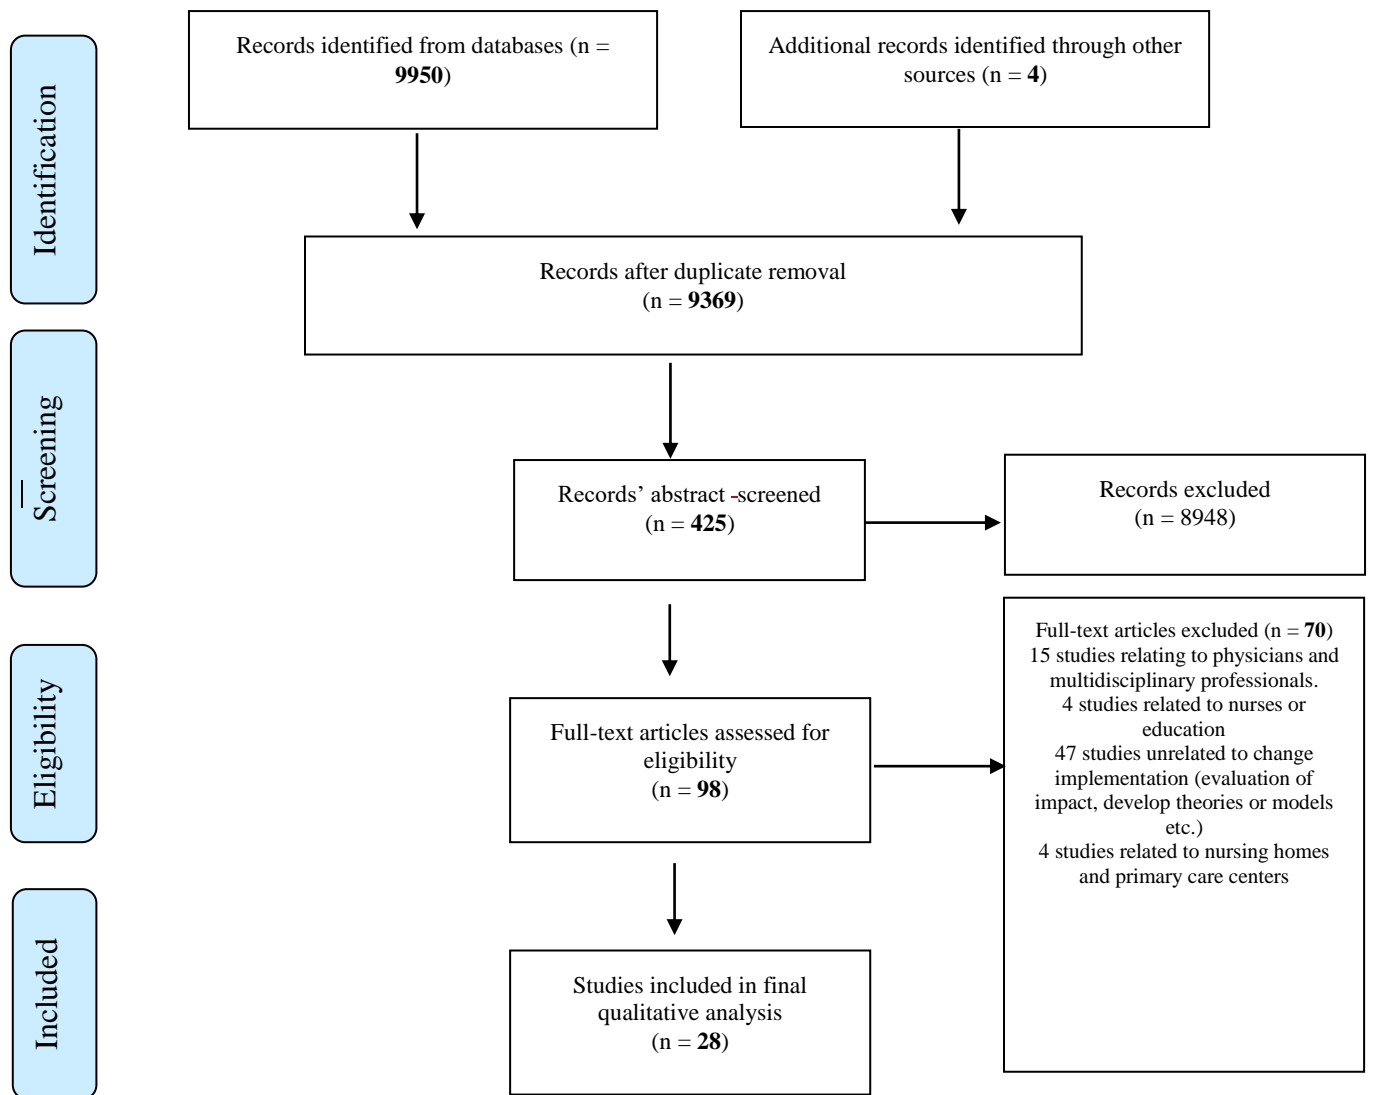 Identification
Records identified from databases (n =
9950)
Additional records identified through other
sources (n = 4)
Records after duplicate removal
(n = 9369)
Screening
Records’ abstract -screened
(n = 425)
Records excluded
(n = 8948)
Eligibility
Full-text articles assessed for
eligibility
(n = 98)
Full-text articles excluded (n = 70)
15 studies relating to physicians and
multidisciplinary professionals.
4 studies related to nurses or
education
47 studies unrelated to change
implementation (evaluation of
impact, develop theories or models
etc.)
4 studies related to nursing homes
and primary care centers
Included
Studies included in final
qualitative analysis
(n = 28)